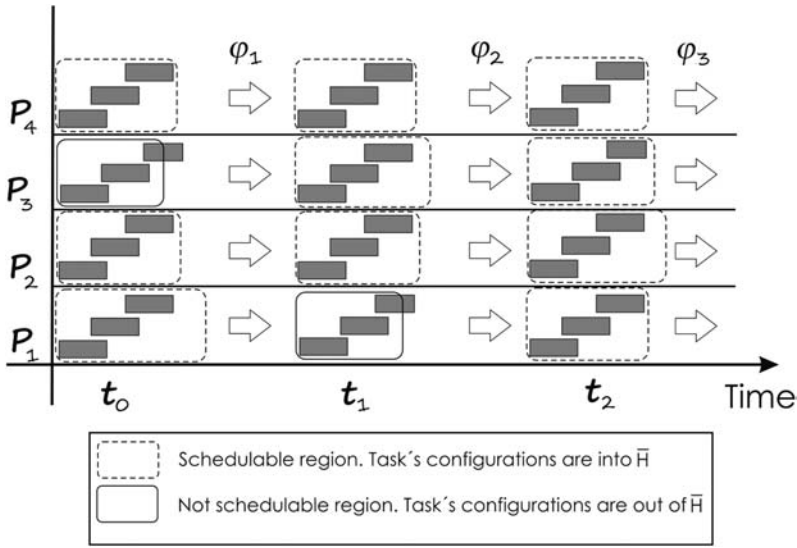 φ₁ φ₂ φ₃
P₄
P₃
P₂
P₁
t₀ t₁ t₂ Time
Schedulable region. Task´s configurations are into H̅
Not schedulable region. Task´s configurations are out of H̅